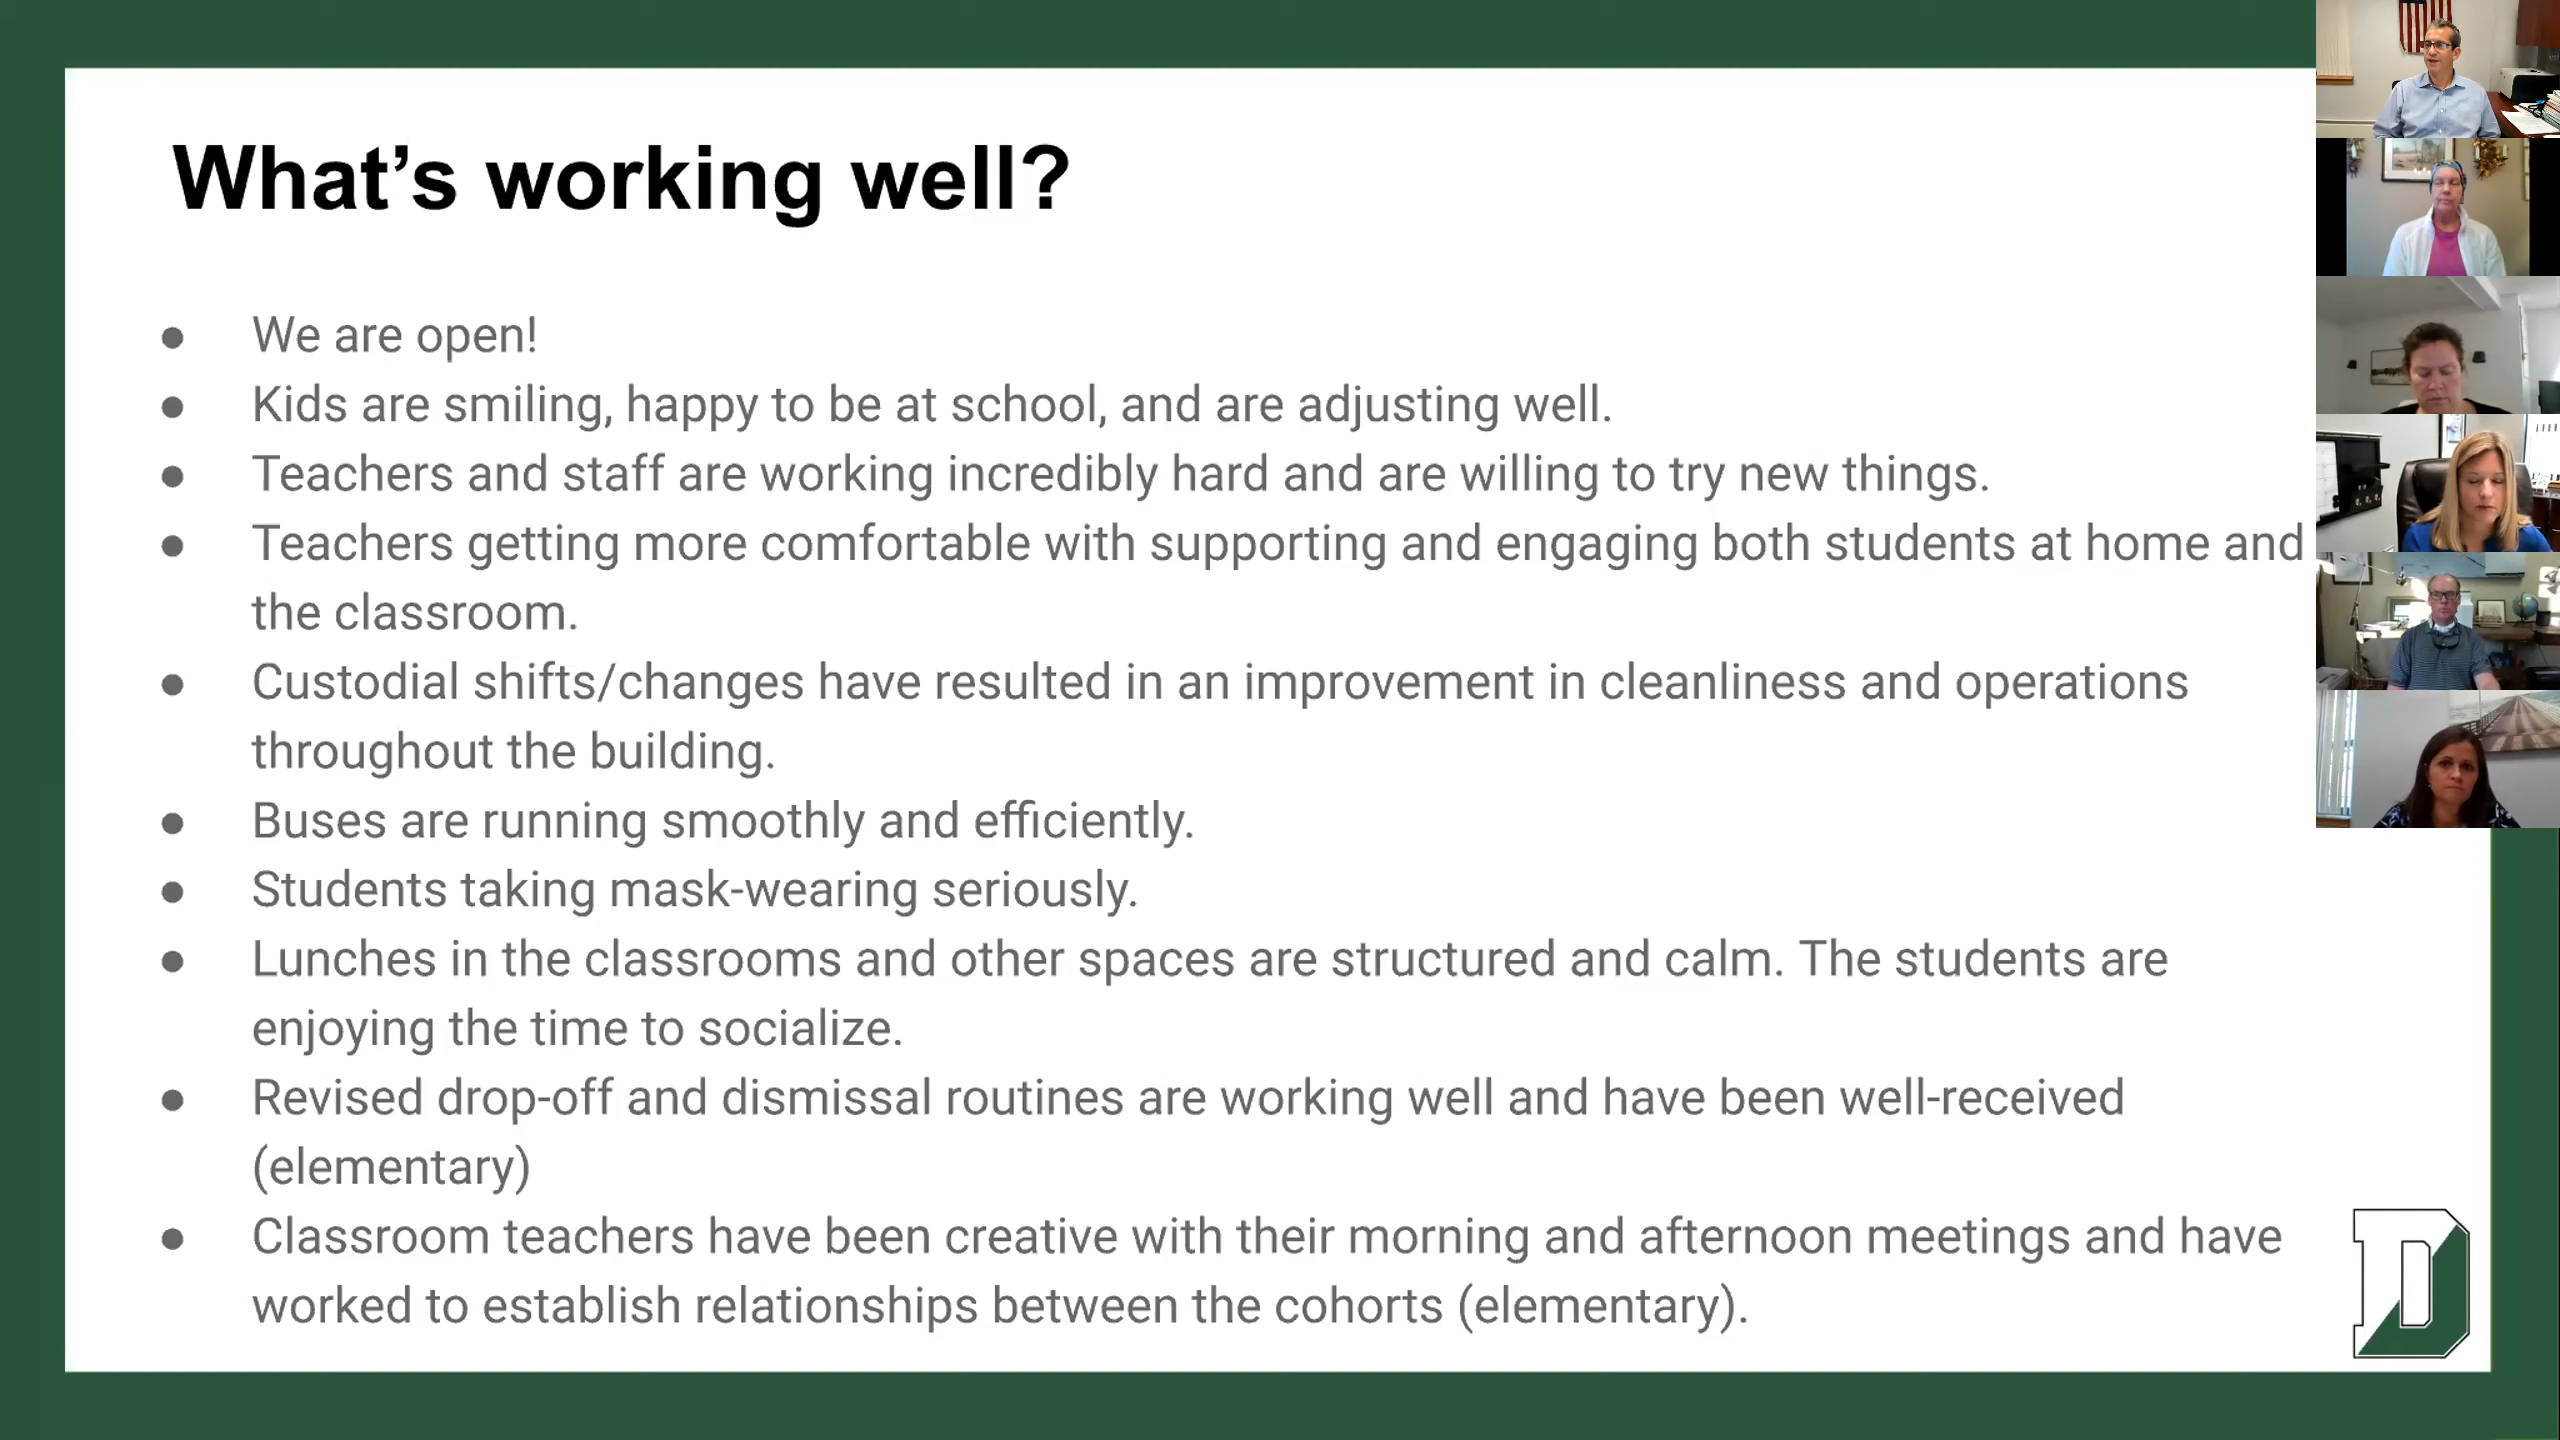 What’s working well?
● We are open!
● Kids are smiling, happy to be at school, and are adjusting well.
● Teachers and staff are working incredibly hard and are willing to try new things.
● Teachers getting more comfortable with supporting and engaging both students at home and
the classroom.
● Custodial shifts/changes have resulted in an improvement in cleanliness and operations
throughout the building.
● Buses are running smoothly and efficiently.
● Students taking mask-wearing seriously.
● Lunches in the classrooms and other spaces are structured and calm. The students are
enjoying the time to socialize.
● Revised drop-off and dismissal routines are working well and have been well-received
(elementary)
● Classroom teachers have been creative with their morning and afternoon meetings and have
worked to establish relationships between the cohorts (elementary).
D